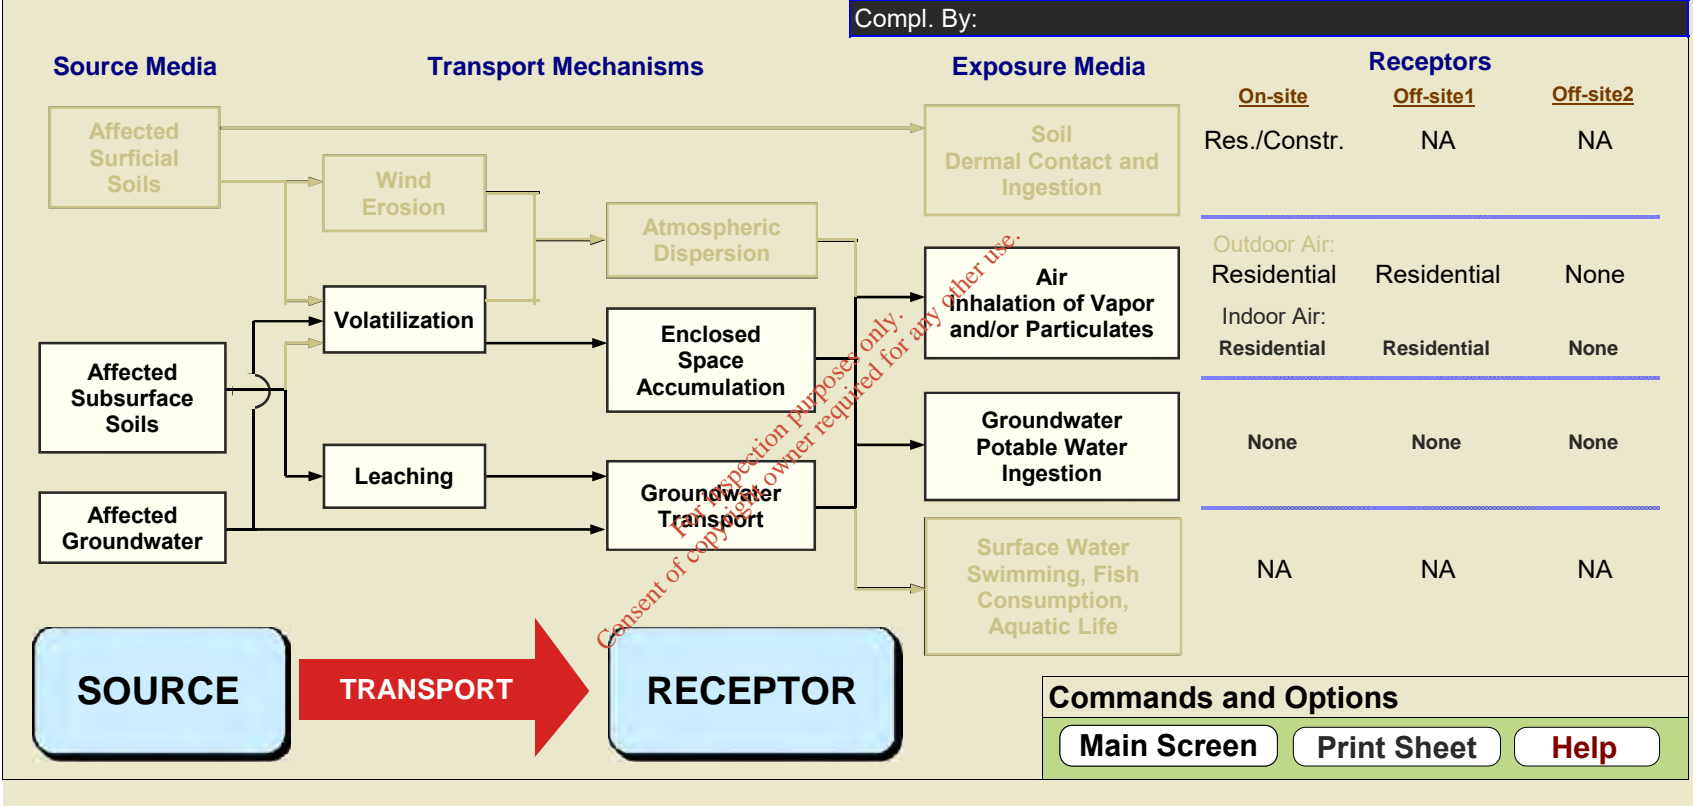 Compl. By:
Source Media
Transport Mechanisms
Exposure Media
Receptors
On-site
Off-site1
Off-site2
Affected
Surficial
Soils
Wind
Erosion
Atmospheric
Dispersion
Soil
Dermal Contact and
Ingestion
Res./Constr.
NA
NA
Volatilization
Enclosed
Space
Accumulation
Air
Inhalation of Vapor
and/or Particulates
Outdoor Air:
Residential
Residential
None
Indoor Air:
Residential
Residential
None
Affected
Subsurface
Soils
Leaching
Groundwater
Transport
Groundwater
Potable Water
Ingestion
None
None
None
Affected
Groundwater
Surface Water
Swimming, Fish
Consumption,
Aquatic Life
NA
NA
NA
For inspection purposes only.
Consent of copyright owner required for any other use.
SOURCE
TRANSPORT
RECEPTOR
Commands and Options
Main Screen
Print Sheet
Help